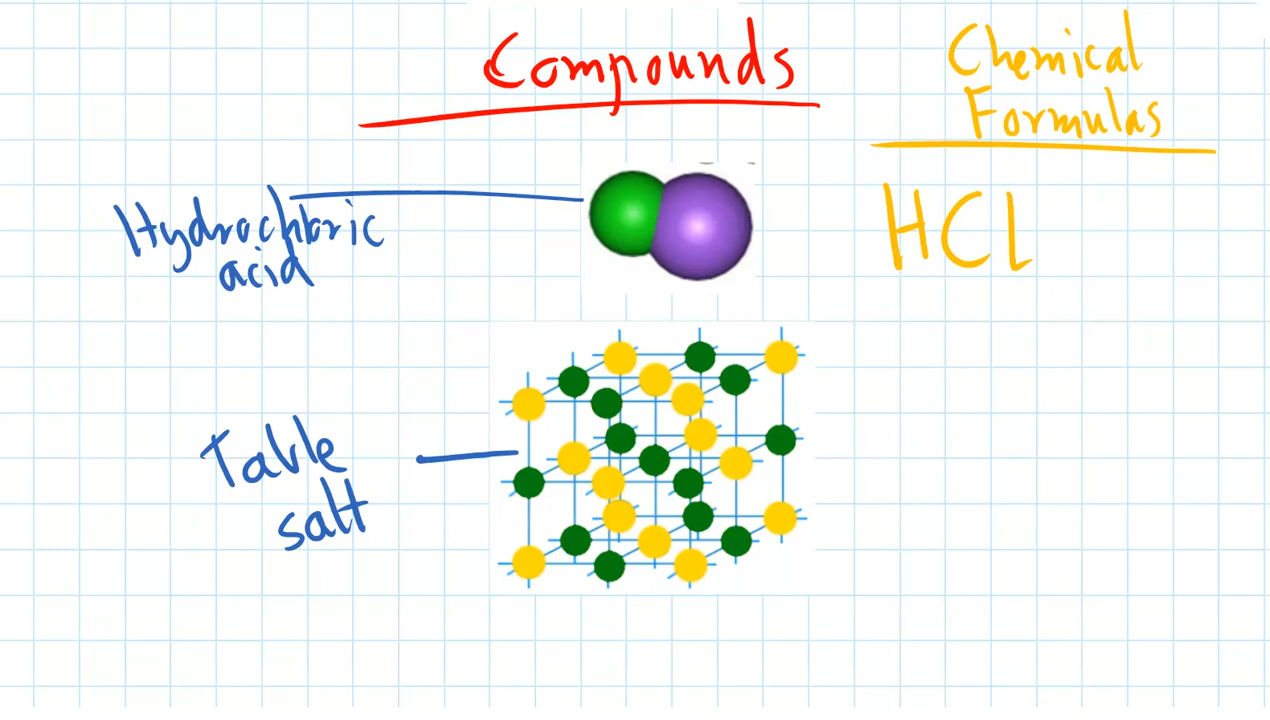 Compounds
Chemical
Formulas
Hydrochloric
acid
HCL
Table
salt